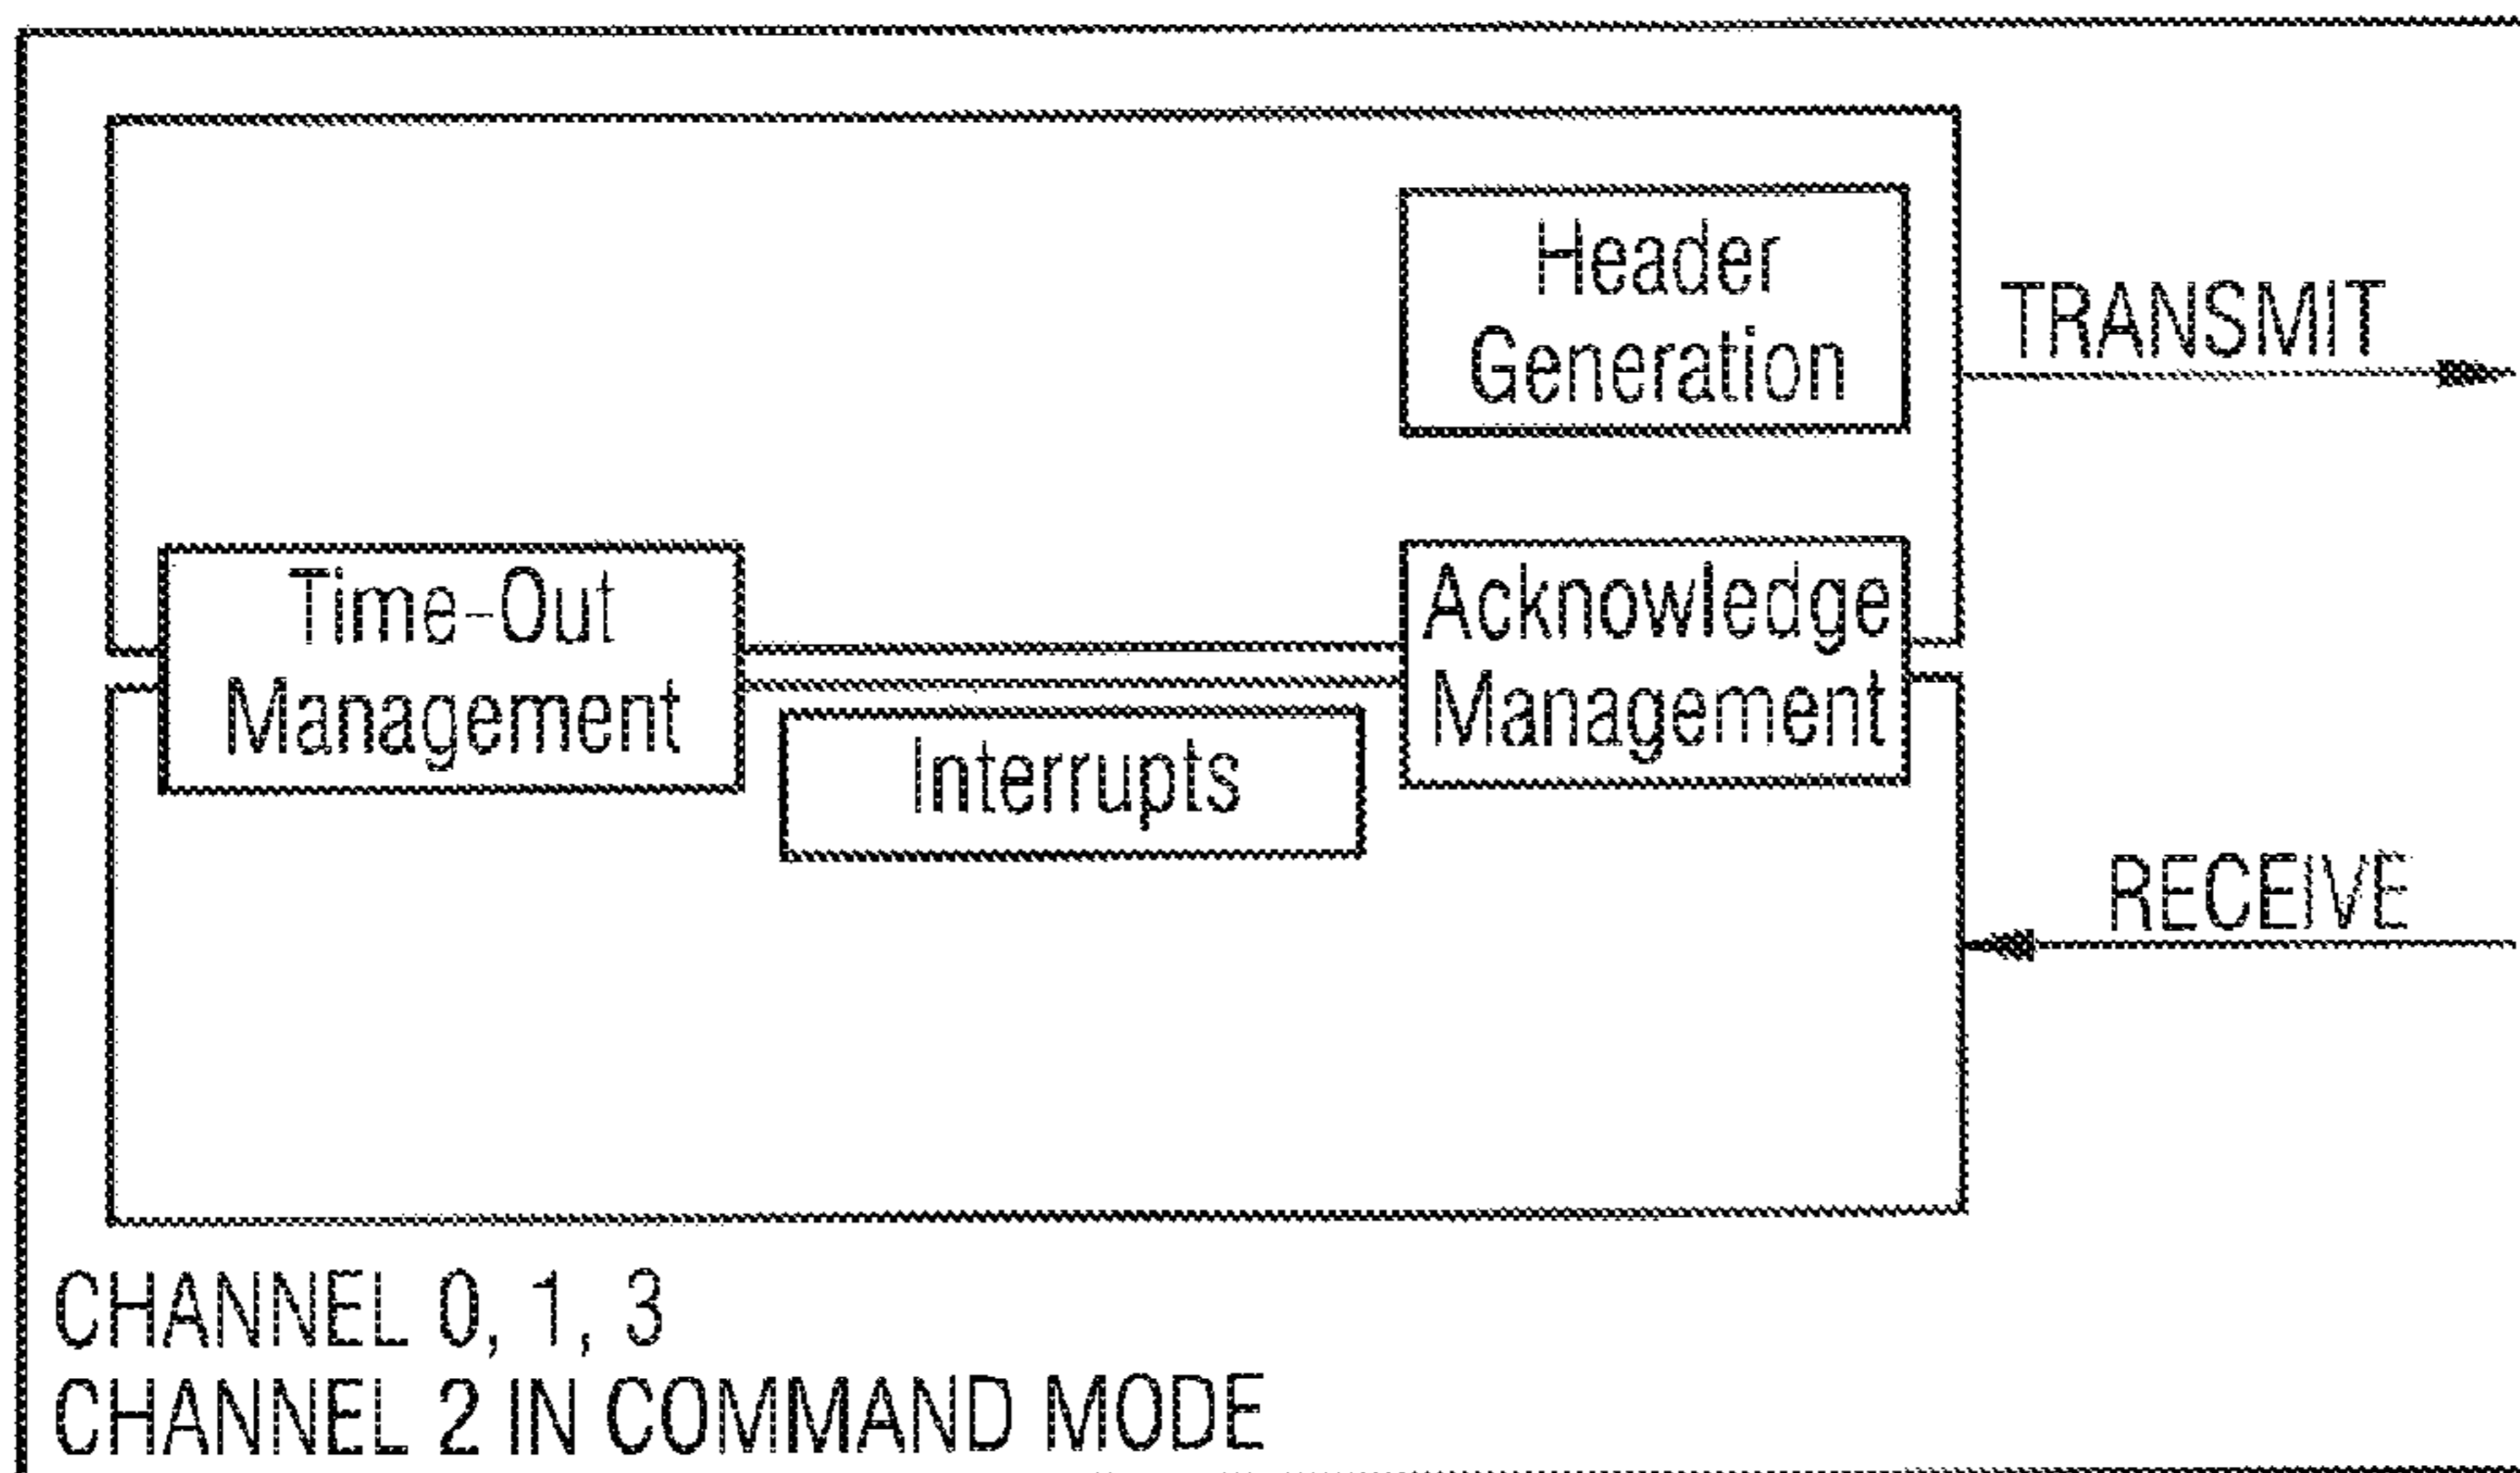 Header
Generation
TRANSMIT
Time-Out
Management
Acknowledge
Management
Interrupts
RECEIVE
CHANNEL 0, 1, 3
CHANNEL 2 IN COMMAND MODE